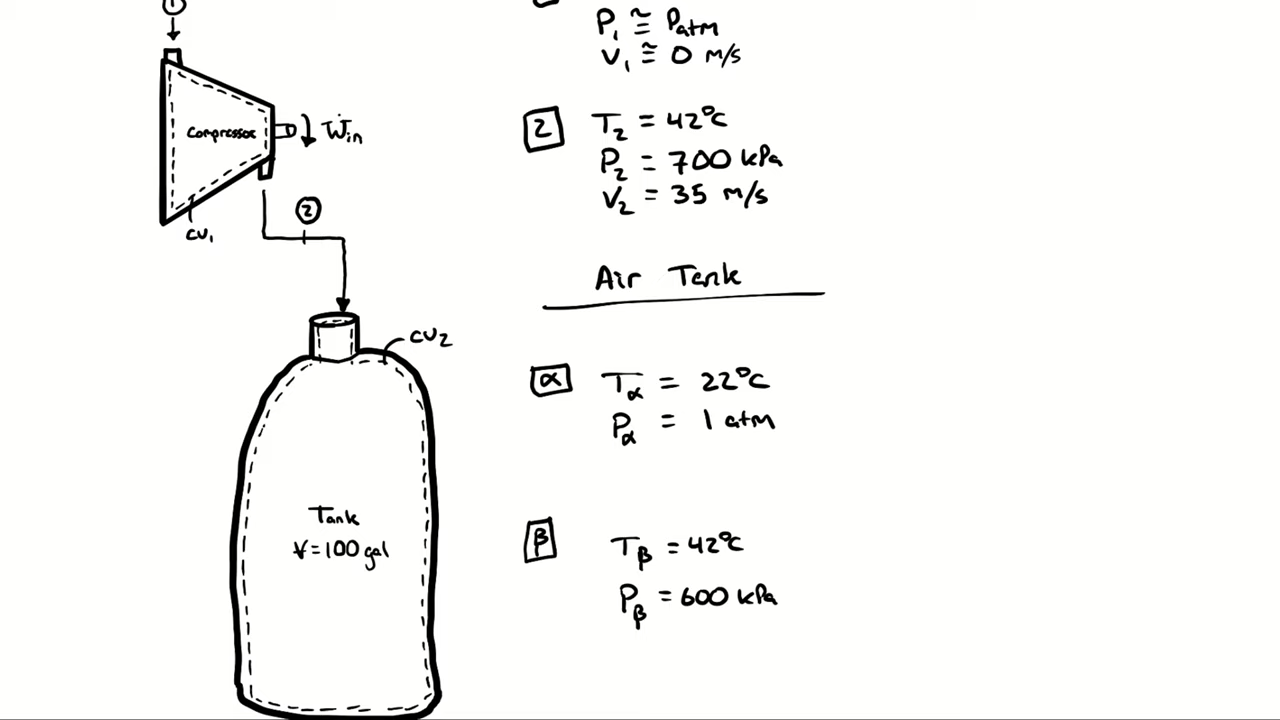 1
P₁ ≅ Patm
V₁ ≅ 0 m/s
Compressor
Ẇin
CV₁
2
2
T₂ = 42°C
P₂ = 700 kPa
V₂ = 35 m/s
Air Tank
CV₂
α
Tα = 22°C
Pα = 1 atm
Tank
V = 100 gal
β
Tβ = 42°C
Pβ = 600 kPa